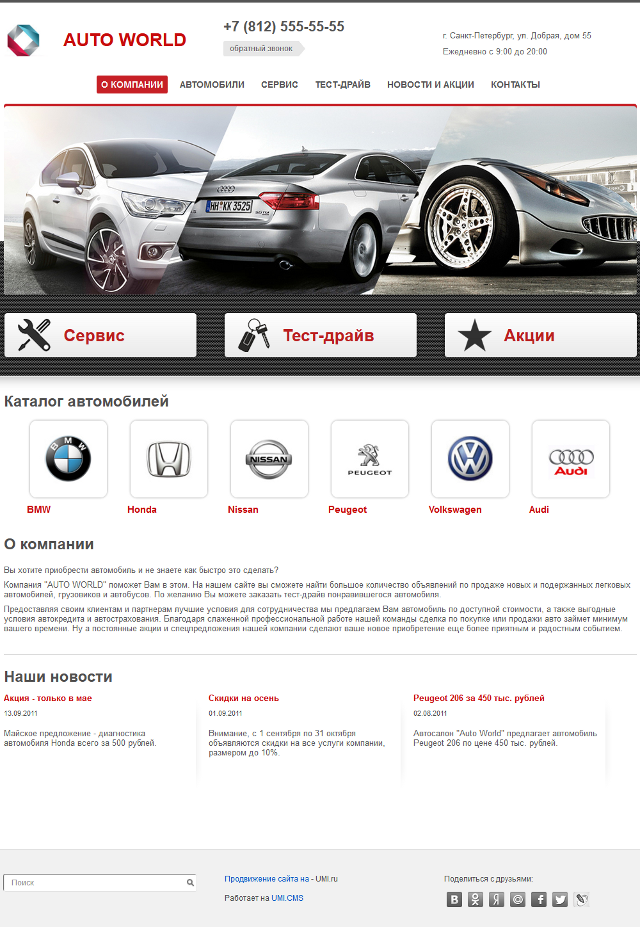 AUTO WORLD
+7 (812) 555-55-55
обратный звонок
г. Санкт-Петербург, ул. Добрая, дом 55
Ежедневно с 9:00 до 20:00
О КОМПАНИИ АВТОМОБИЛИ СЕРВИС ТЕСТ-ДРАЙВ НОВОСТИ И АКЦИИ КОНТАКТЫ
HH KK 3525
Сервис Тест-драйв Акции
Каталог автомобилей
BMW NISSAN PEUGEOT Audi
BMW Honda Nissan Peugeot Volkswagen Audi
О компании
Вы хотите приобрести автомобиль и не знаете как быстро это сделать?
Компания "AUTO WORLD" поможет Вам в этом. На нашем сайте вы сможете найти большое количество объявлений по продаже новых и подержанных легковых
автомобилей, грузовиков и автобусов. По желанию Вы можете заказать тест-драйв понравившегося автомобиля.
Предоставляя своим клиентам и партнерам лучшие условия для сотрудничества мы предлагаем Вам автомобиль по доступной стоимости, а также выгодные
условия автокредита и автострахования. Благодаря слаженной профессиональной работе нашей команды сделка по покупке или продажи авто займет минимум
вашего времени. Ну а постоянные акции и спецпредложения нашей компании сделают ваше новое приобретение еще более приятным и радостным событием.
Наши новости
Акция - только в мае
13.09.2011
Майское предложение - диагностика
автомобиля Honda всего за 500 рублей.
Скидки на осень
01.09.2011
Внимание, с 1 сентября по 31 октября
объявляются скидки на все услуги компании,
размером до 10%.
Peugeot 206 за 450 тыс. рублей
02.08.2011
Автосалон "Auto World" предлагает автомобиль
Peugeot 206 по цене 450 тыс. рублей.
Поиск
Продвижение сайта на - UMI.ru
Работает на UMI.CMS
Поделиться с друзьями: